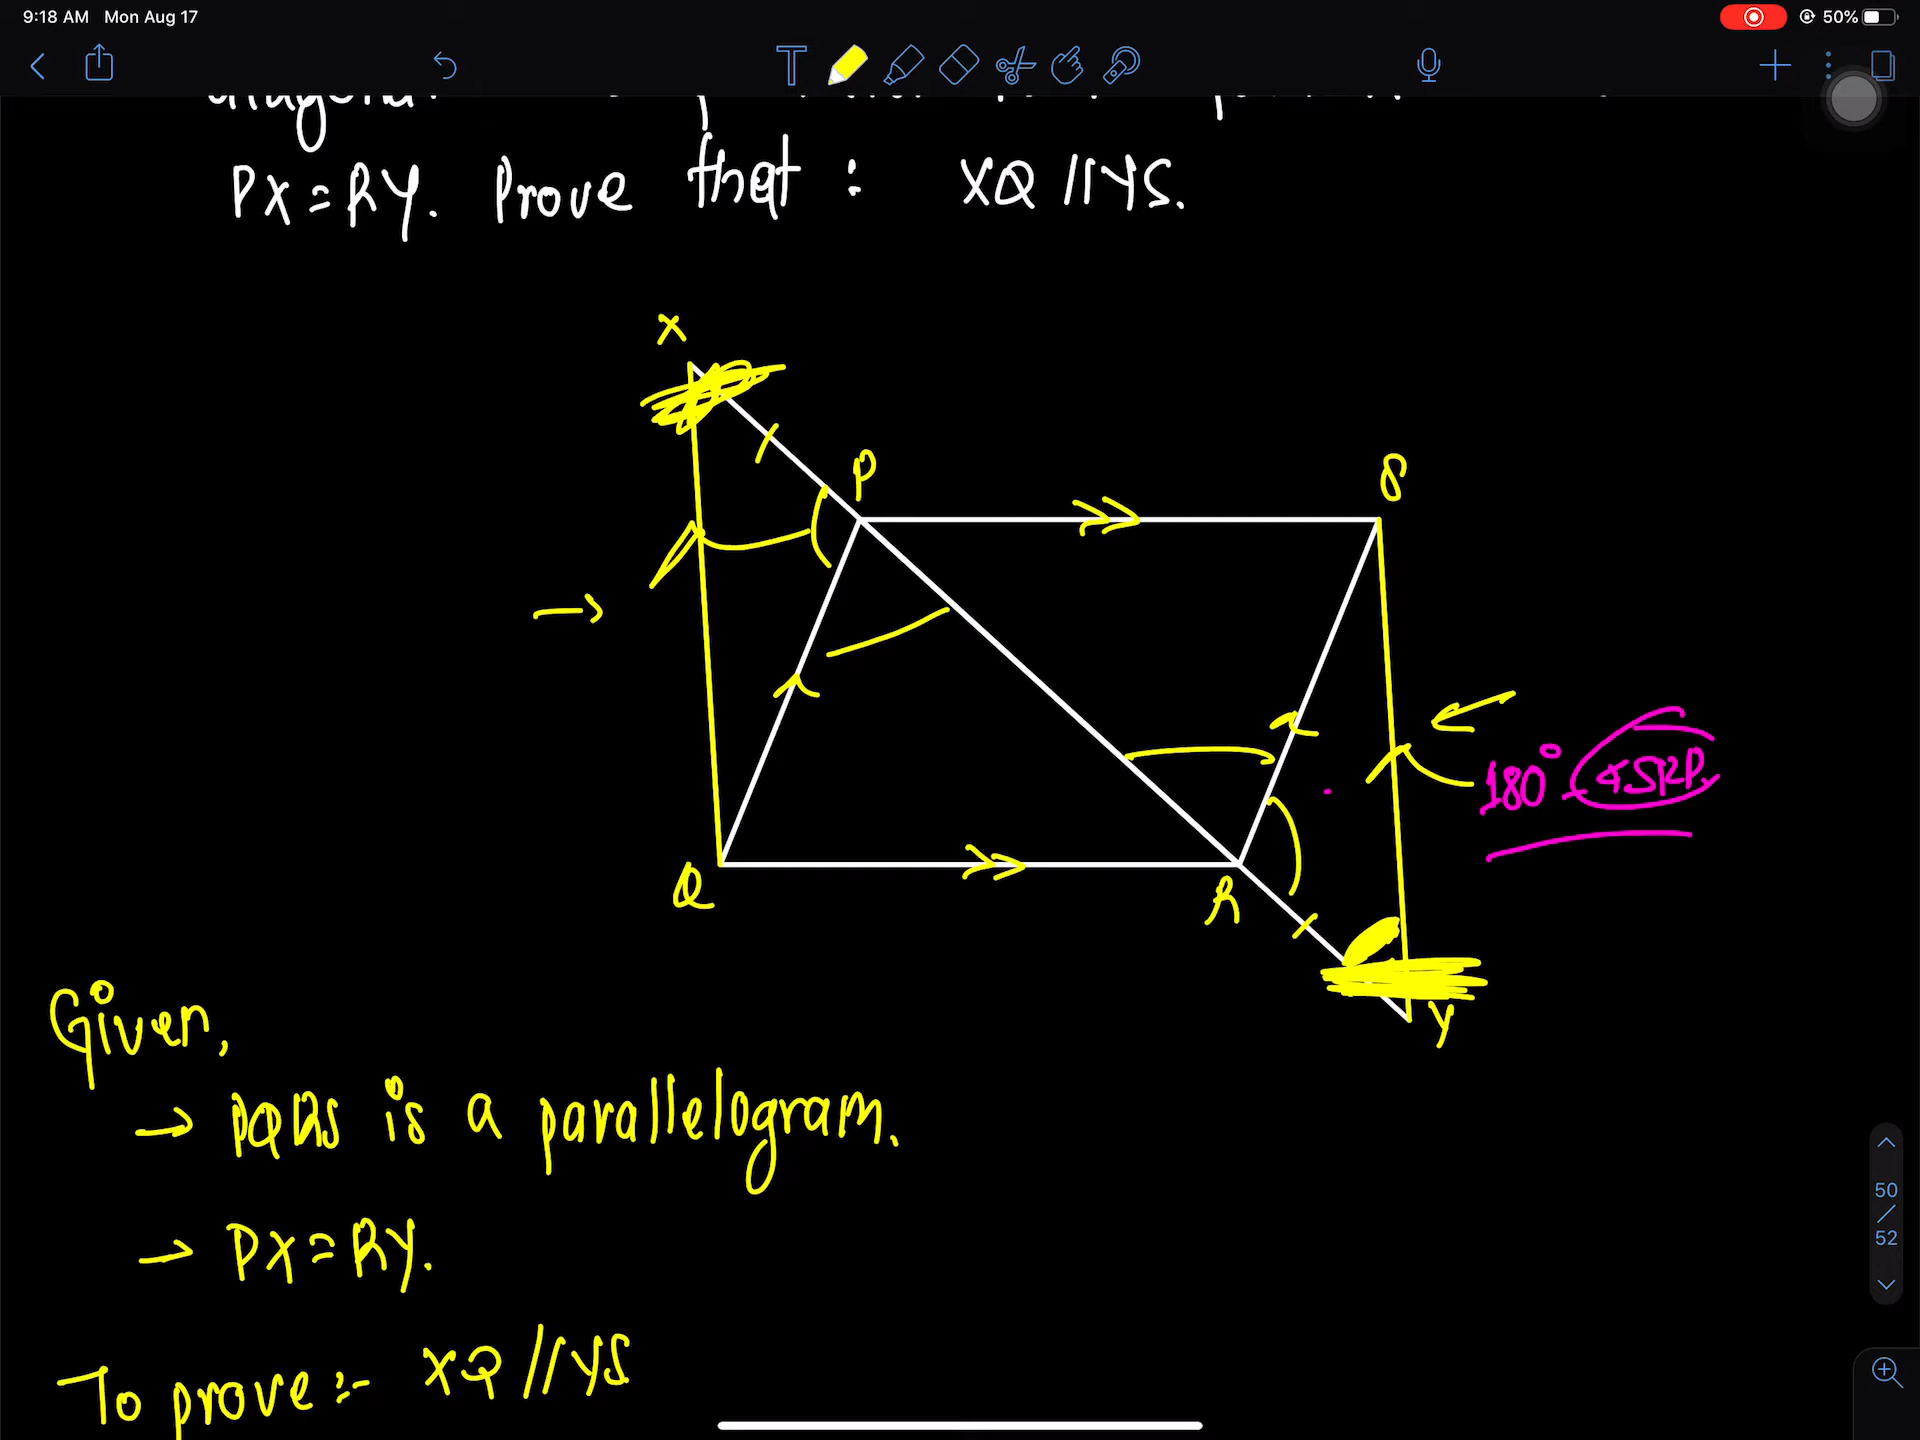 9:18 AM Mon Aug 17
50%
PX=RY. Prove that : XQ // YS.
X
P
S
180° - ∢SRP.
Q
R
Y
Given,
→ PQRS is a parallelogram.
→ PX=RY.
50
/
52
To prove:- XQ // YS